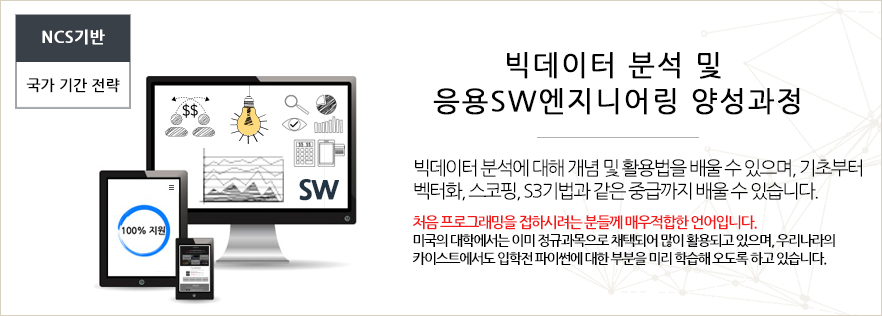 NCS기반
국가 기간 전략
$$
SW
100% 지원
빅데이터 분석 및
응용SW엔지니어링 양성과정
빅데이터 분석에 대해 개념 및 활용법을 배울 수 있으며, 기초부터
벡터화, 스코핑, S3기법과 같은 중급까지 배울 수 있습니다.
처음 프로그래밍을 접하시려는 분들께 매우적합한 언어입니다.
미국의 대학에서는 이미 정규과목으로 채택되어 많이 활용되고 있으며, 우리나라의
카이스트에서도 입학전 파이썬에 대한 부분을 미리 학습해 오도록 하고 있습니다.